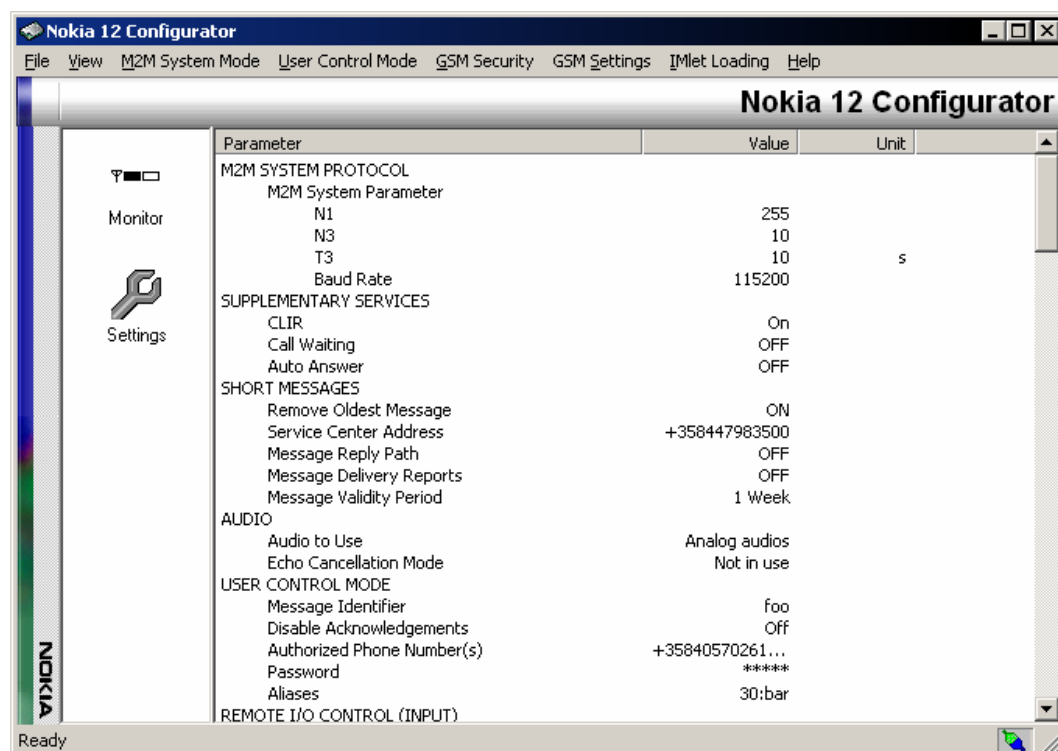 Nokia 12 Configurator
File View M2M System Mode User Control Mode GSM Security GSM Settings IMlet Loading Help
Nokia 12 Configurator
Monitor
Settings
NOKIA
Parameter Value Unit
M2M SYSTEM PROTOCOL
M2M System Parameter
N1 255
N3 10
T3 10 s
Baud Rate 115200
SUPPLEMENTARY SERVICES
CLIR On
Call Waiting OFF
Auto Answer OFF
SHORT MESSAGES
Remove Oldest Message ON
Service Center Address +358447983500
Message Reply Path OFF
Message Delivery Reports OFF
Message Validity Period 1 Week
AUDIO
Audio to Use Analog audios
Echo Cancellation Mode Not in use
USER CONTROL MODE
Message Identifier foo
Disable Acknowledgements Off
Authorized Phone Number(s) +35840570261...
Password *****
Aliases 30:bar
REMOTE I/O CONTROL (INPUT)
Ready